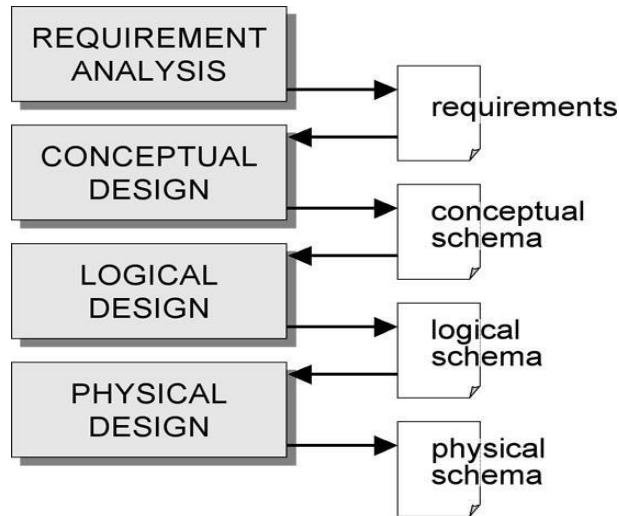 REQUIREMENT
ANALYSIS
requirements
CONCEPTUAL
DESIGN
conceptual
schema
LOGICAL
DESIGN
logical
schema
PHYSICAL
DESIGN
physical
schema